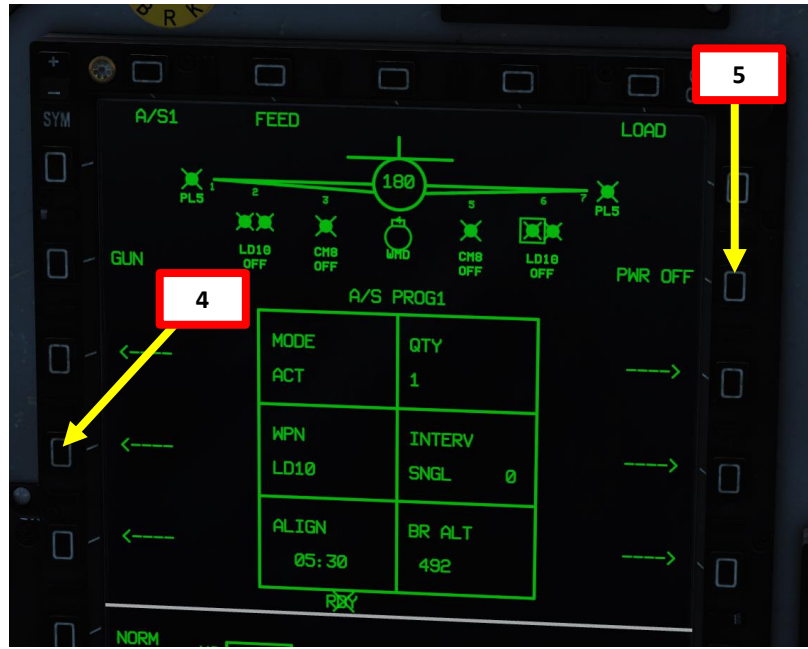 B R K
+
5
—
SYM
A/S1 FEED LOAD
180
1 2 3 4 5 6 7
PL5 PL5
LD10 CM8 WMD CM8 LD10
OFF OFF OFF OFF
GUN PWR OFF
4
A/S PROG1
MODE QTY
ACT 1
<---- ---->
WPN INTERV
LD10 SNGL 0
<---- ---->
ALIGN BR ALT
05:30 492
<---- ---->
RDY
NORM